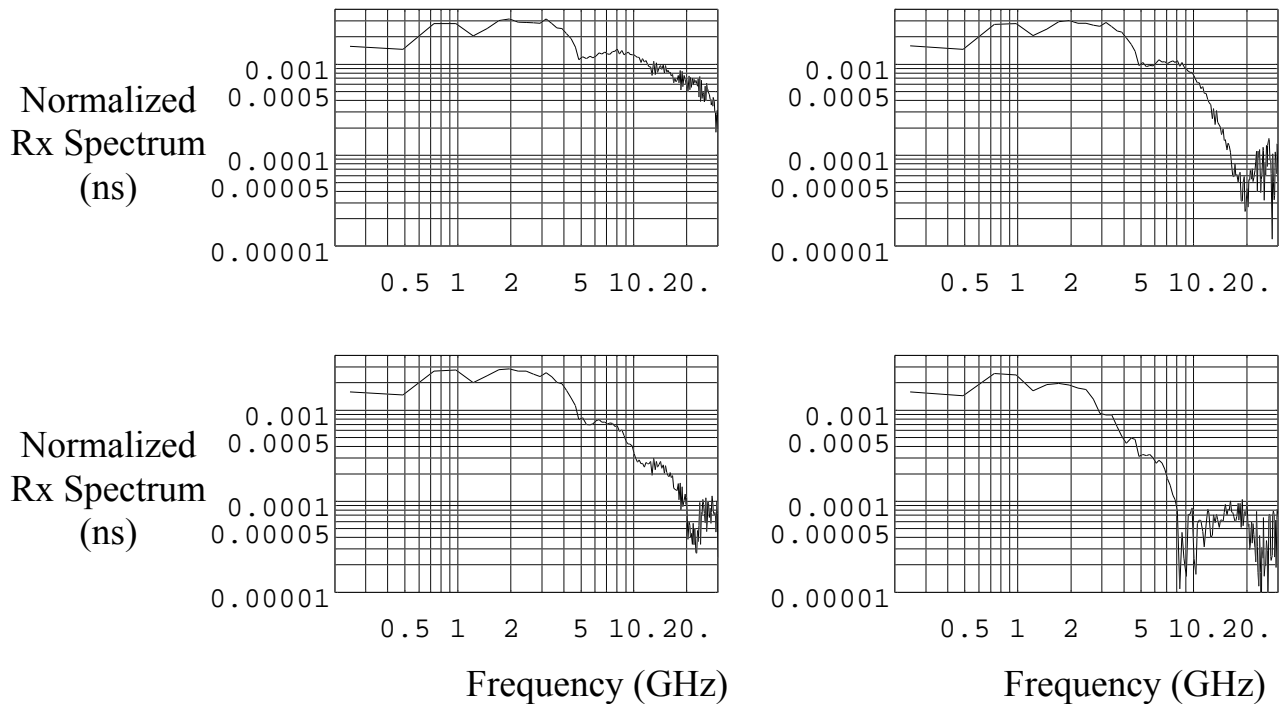 0.001 0.001
Normalized 0.0005 0.0005
Rx Spectrum
0.0001 0.0001
(ns) 0.00005 0.00005
0.00001 0.00001
0.5 1 2 5 10.20. 0.5 1 2 5 10.20.
0.001 0.001
Normalized 0.0005 0.0005
Rx Spectrum
0.0001 0.0001
(ns) 0.00005 0.00005
0.00001 0.00001
0.5 1 2 5 10.20. 0.5 1 2 5 10.20.
Frequency (GHz) Frequency (GHz)